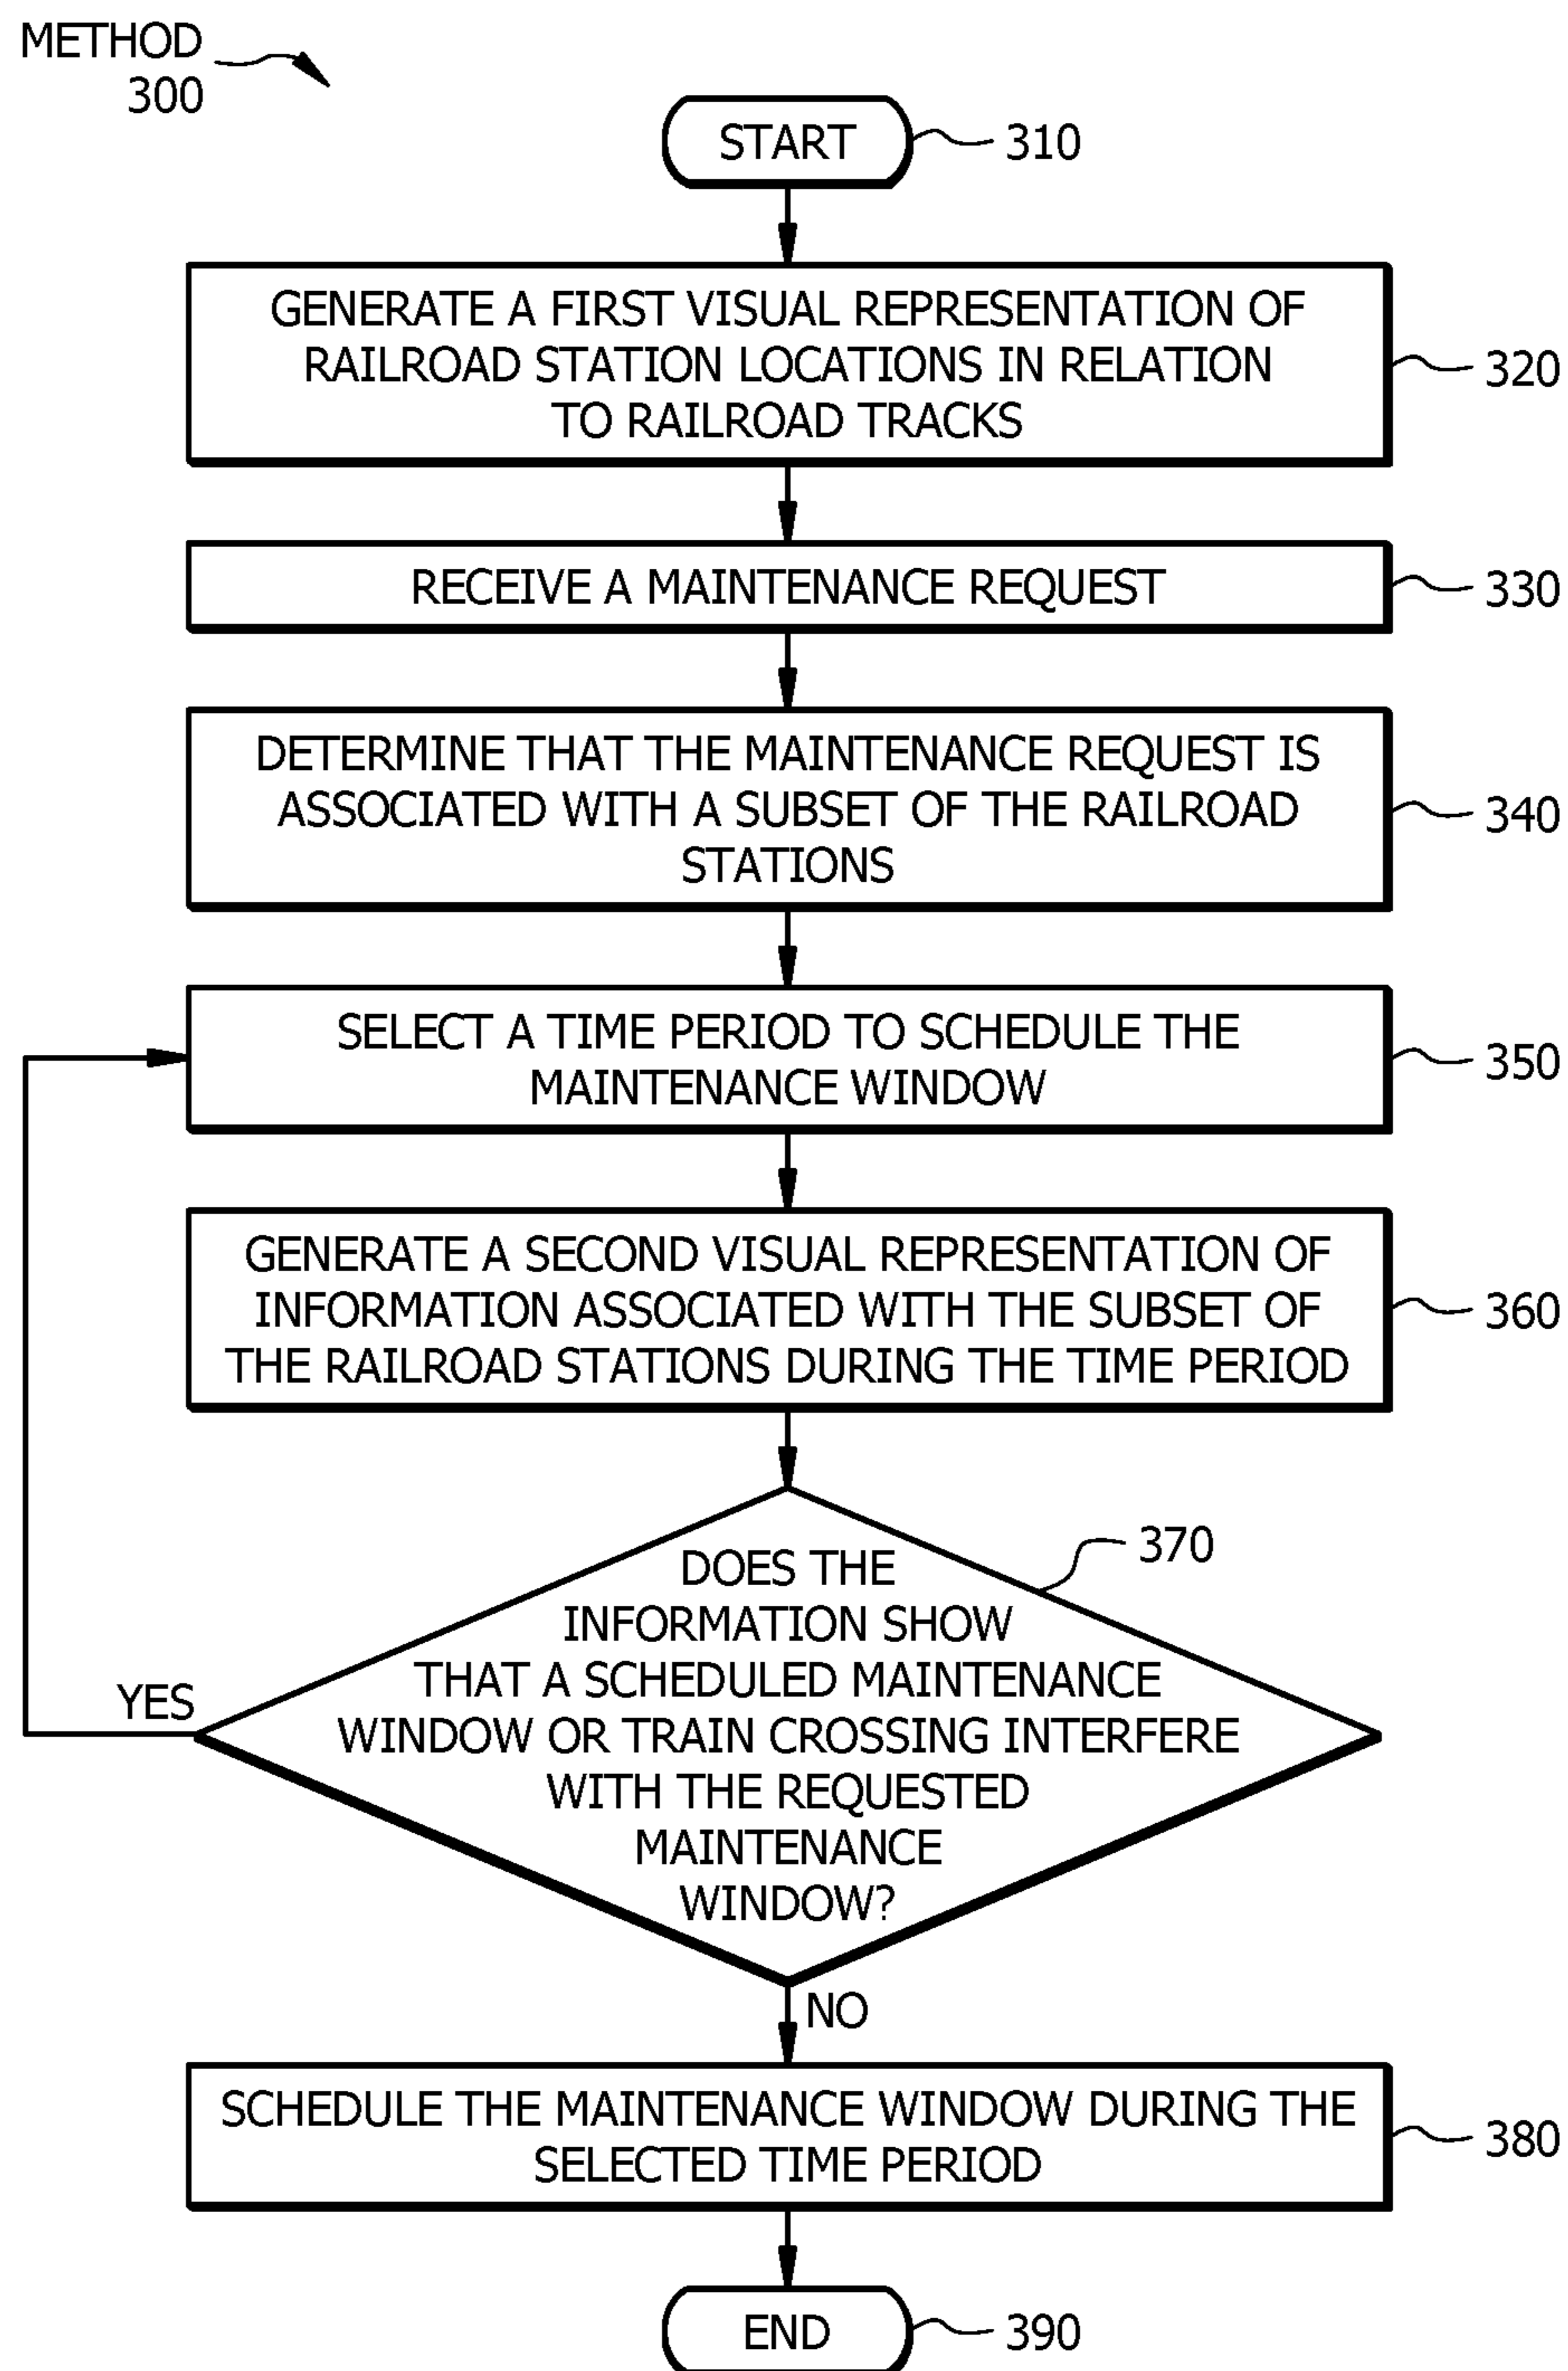 METHOD
300
START
310
GENERATE A FIRST VISUAL REPRESENTATION OF
RAILROAD STATION LOCATIONS IN RELATION
TO RAILROAD TRACKS
320
RECEIVE A MAINTENANCE REQUEST
330
DETERMINE THAT THE MAINTENANCE REQUEST IS
ASSOCIATED WITH A SUBSET OF THE RAILROAD
STATIONS
340
SELECT A TIME PERIOD TO SCHEDULE THE
MAINTENANCE WINDOW
350
GENERATE A SECOND VISUAL REPRESENTATION OF
INFORMATION ASSOCIATED WITH THE SUBSET OF
THE RAILROAD STATIONS DURING THE TIME PERIOD
360
DOES THE
INFORMATION SHOW
THAT A SCHEDULED MAINTENANCE
WINDOW OR TRAIN CROSSING INTERFERE
WITH THE REQUESTED
MAINTENANCE
WINDOW?
370
YES
NO
SCHEDULE THE MAINTENANCE WINDOW DURING THE
SELECTED TIME PERIOD
380
END
390